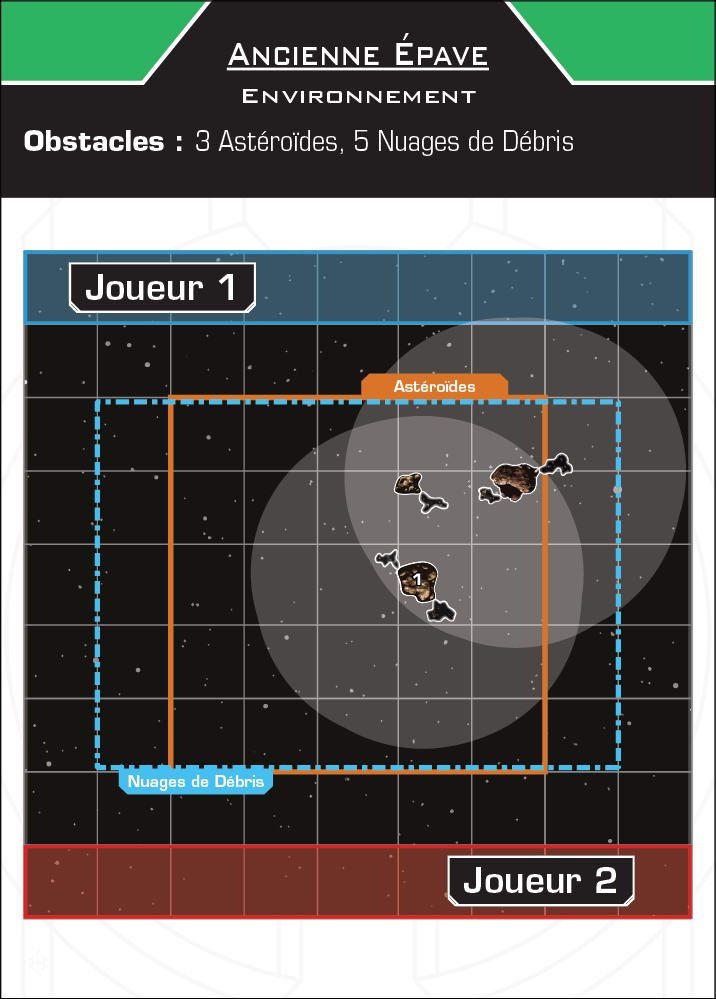 Ancienne Épave
Environnement
Obstacles : 3 Astéroïdes, 5 Nuages de Débris
Joueur 1
Astéroïdes
1
Nuages de Débris
Joueur 2